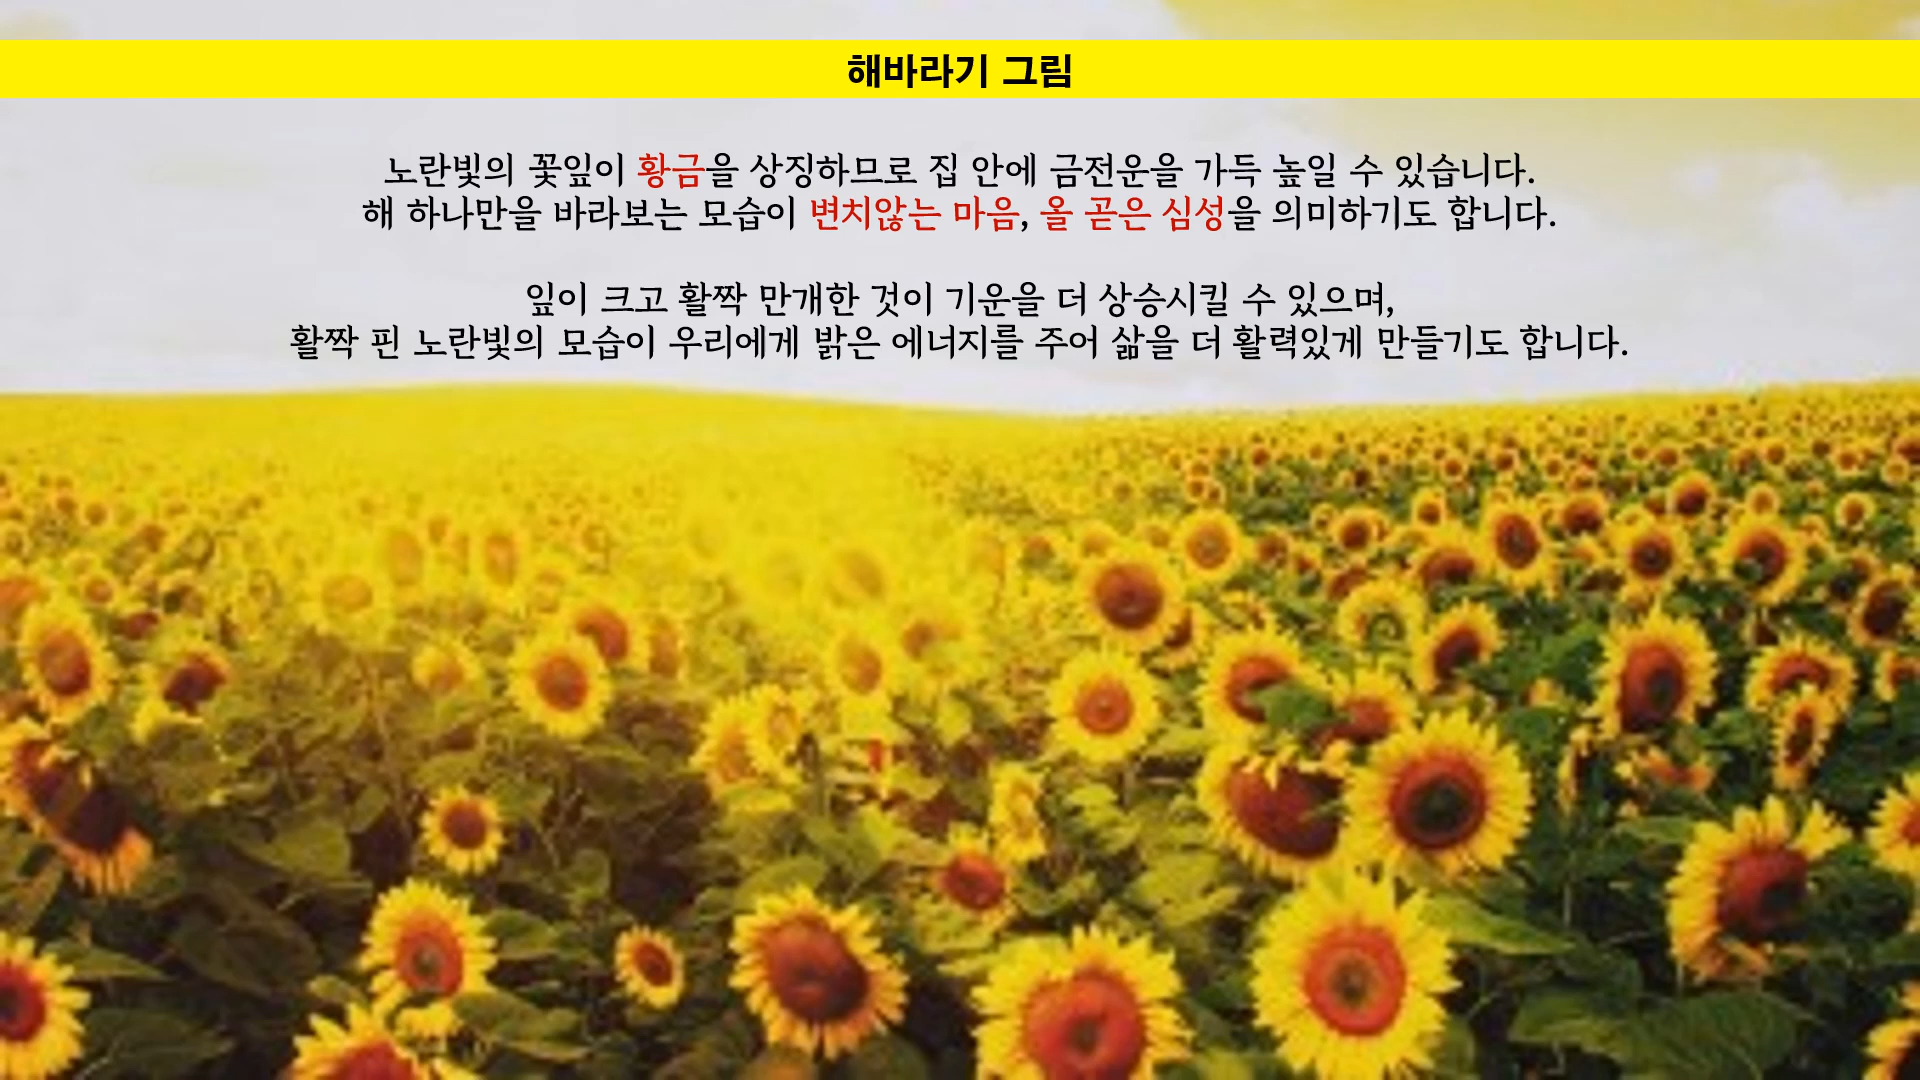 해바라기 그림
노란빛의 꽃잎이 황금을 상징하므로 집 안에 금전운을 가득 높일 수 있습니다.
해 하나만을 바라보는 모습이 변치않는 마음, 올 곧은 심성을 의미하기도 합니다.
잎이 크고 활짝 만개한 것이 기운을 더 상승시킬 수 있으며,
활짝 핀 노란빛의 모습이 우리에게 밝은 에너지를 주어 삶을 더 활력있게 만들기도 합니다.